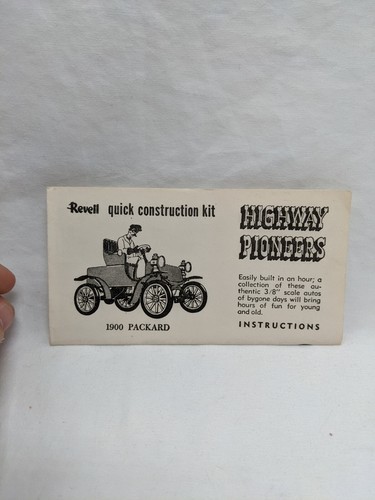 Revell quick construction kit
1900 PACKARD
HIGHWAY
PIONEERS
Easily built in an hour; a
collection of these au-
thentic 3/8" scale autos
of bygone days will bring
hours of fun for young
and old.
INSTRUCTIONS